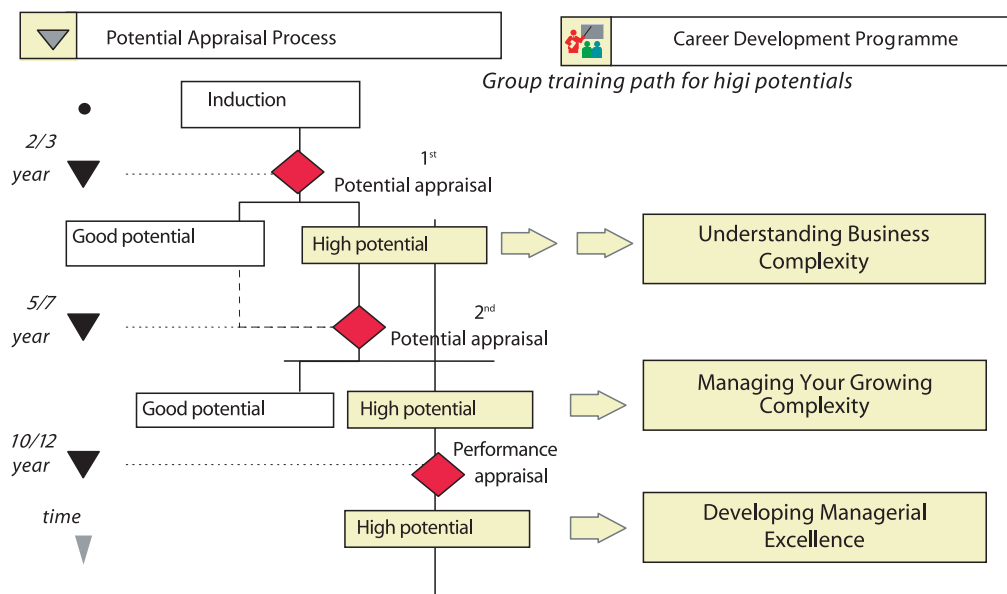 Potential Appraisal Process
Career Development Programme
Group training path for higi potentials
Induction
2/3
year
1st
Potential appraisal
Good potential
High potential
Understanding Business
Complexity
5/7
year
2nd
Potential appraisal
Good potential
High potential
Managing Your Growing
Complexity
10/12
year
Performance
appraisal
time
High potential
Developing Managerial
Excellence